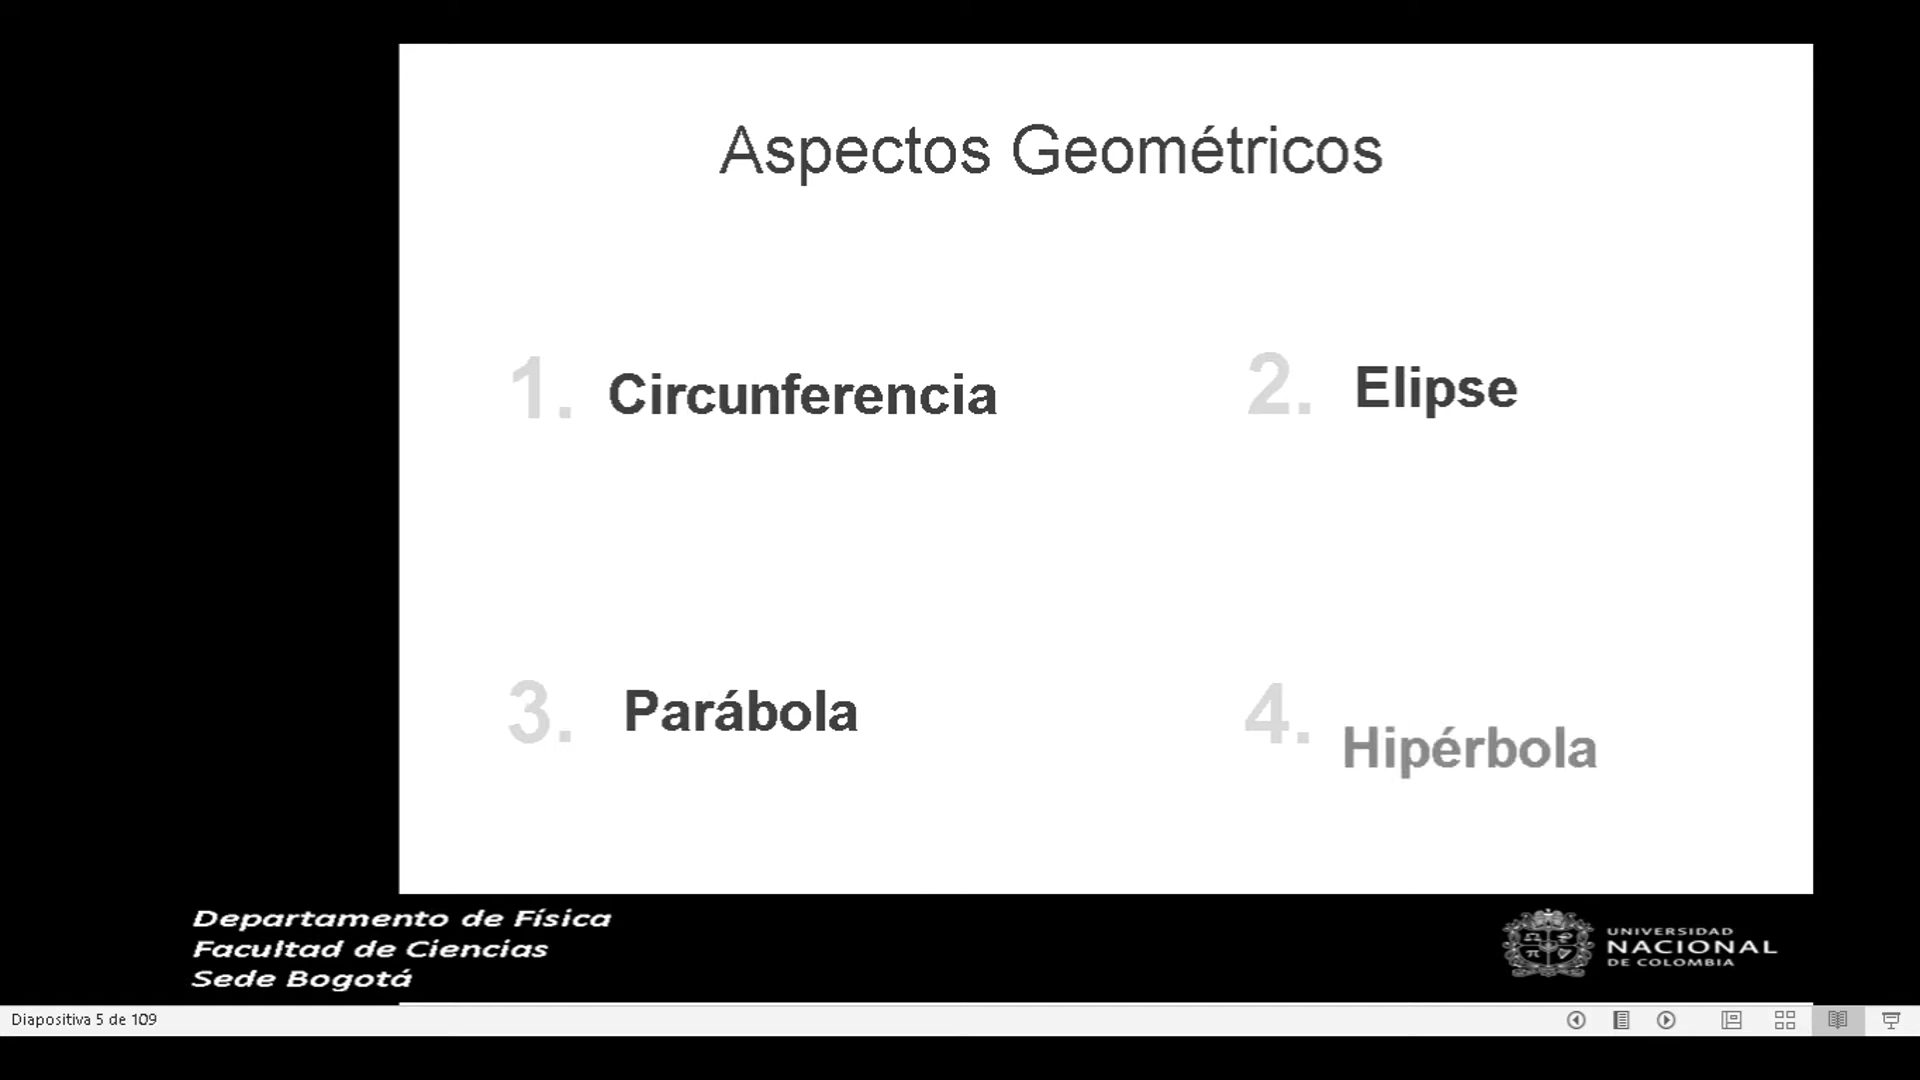 Aspectos Geométricos
1. Circunferencia
2. Elipse
3. Parábola
4. Hipérbola
Departamento de Física
Facultad de Ciencias
Sede Bogotá
UNIVERSIDAD
NACIONAL
DE COLOMBIA
Diapositiva 5 de 109